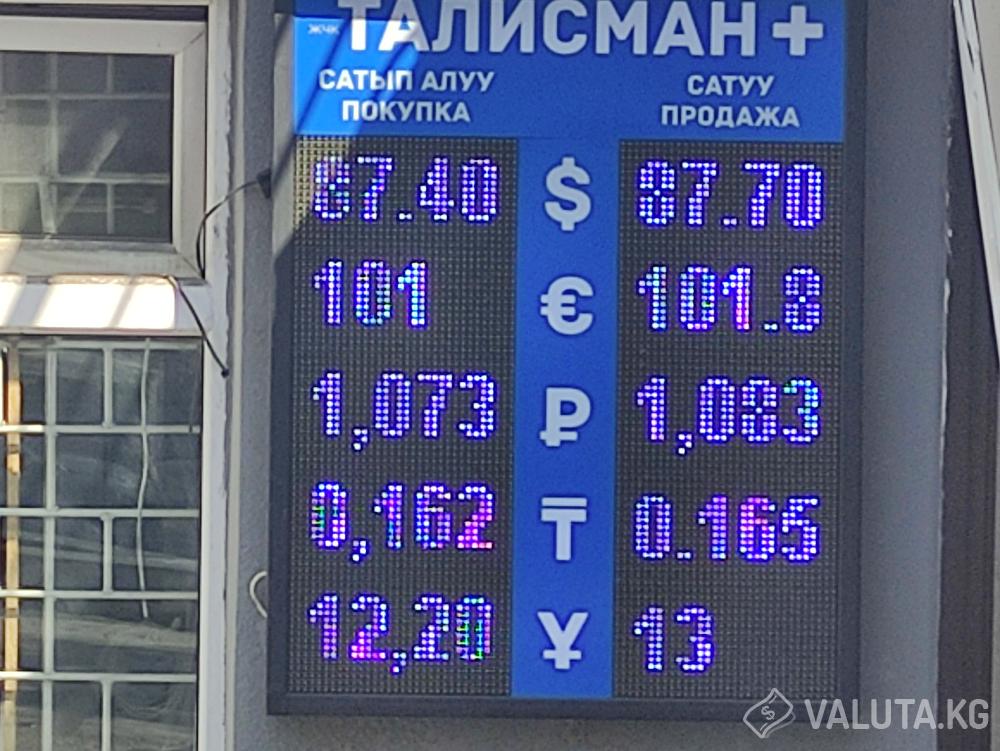 ЖЧК ТАЛИСМАН+
САТЫП АЛУУ САТУУ
ПОКУПКА ПРОДАЖА
87.40 $ 87.70
101 € 101.8
1,073 ₽ 1,083
0,162 ₸ 0.165
12,20 ¥ 13
VALUTA.KG